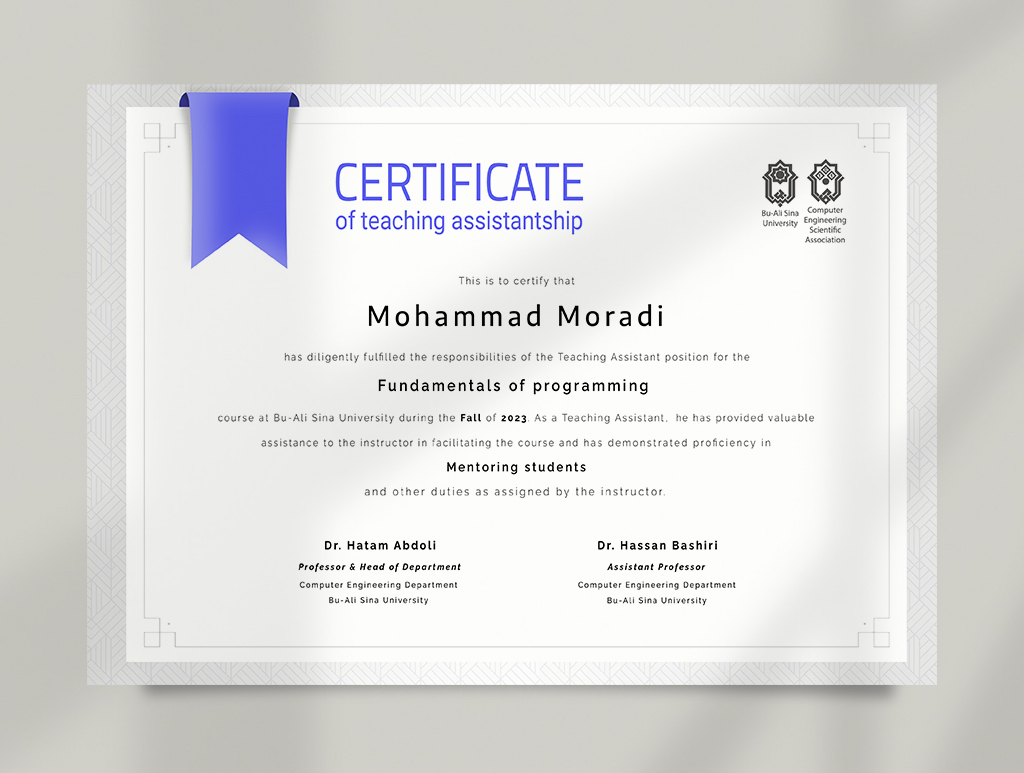 CERTIFICATE
of teaching assistantship
Bu-Ali Sina
University
Computer
Engineering
Scientific
Association
This is to certify that
Mohammad Moradi
has diligently fulfilled the responsibilities of the Teaching Assistant position for the
Fundamentals of programming
course at Bu-Ali Sina University during the Fall of 2023. As a Teaching Assistant, he has provided valuable
assistance to the instructor in facilitating the course and has demonstrated proficiency in
Mentoring students
and other duties as assigned by the instructor.
Dr. Hatam Abdoli
Professor & Head of Department
Computer Engineering Department
Bu-Ali Sina University
Dr. Hassan Bashiri
Assistant Professor
Computer Engineering Department
Bu-Ali Sina University